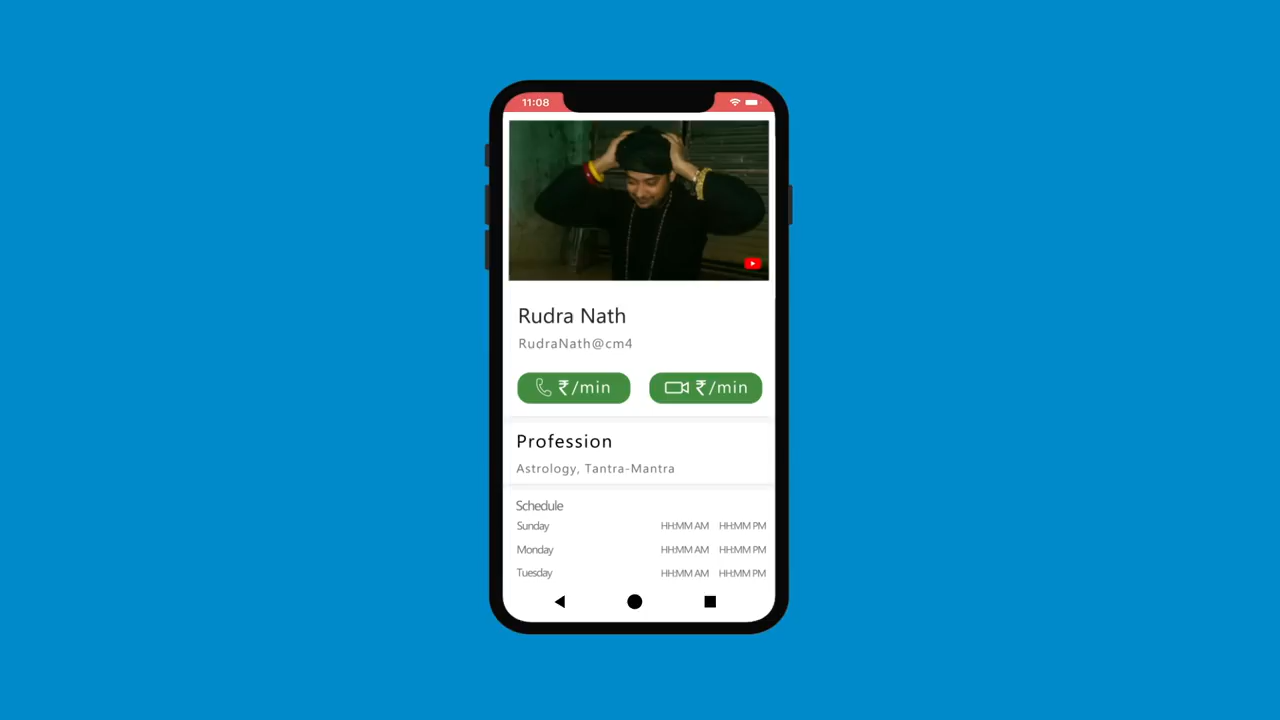 11:08
Rudra Nath
RudraNath@cm4
₹/min ₹/min
Profession
Astrology, Tantra-Mantra
Schedule
Sunday HH:MM AM HH:MM PM
Monday HH:MM AM HH:MM PM
Tuesday HH:MM AM HH:MM PM